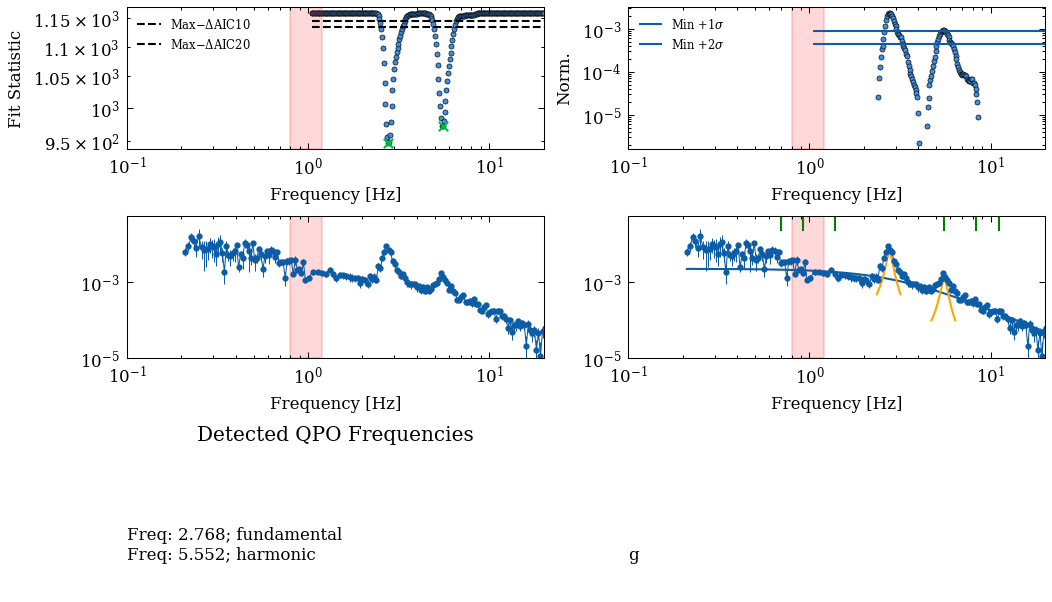 Fit Statistic
1.15 × 10³
1.1 × 10³
1.05 × 10³
10³
9.5 × 10²
Max−ΔAIC10
Max−ΔAIC20
10⁻¹ 10⁰ 10¹
Frequency [Hz]
Norm.
10⁻³
10⁻⁴
10⁻⁵
Min +1σ
Min +2σ
10⁻¹ 10⁰ 10¹
Frequency [Hz]
10⁻³
10⁻⁵
10⁻¹ 10⁰ 10¹
Frequency [Hz]
10⁻³
10⁻⁵
10⁻¹ 10⁰ 10¹
Frequency [Hz]
Detected QPO Frequencies
Freq: 2.768; fundamental
Freq: 5.552; harmonic
g